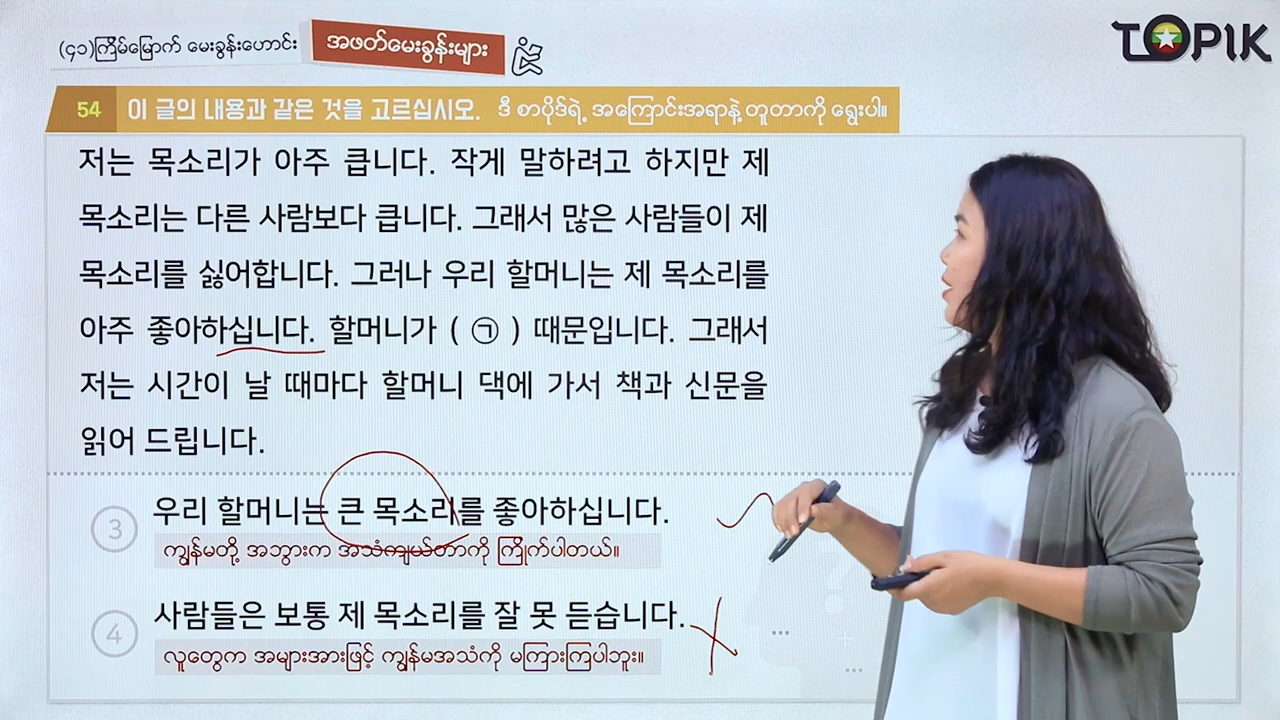 (၄၁)ကြိမ်မြောက် မေးခွန်းဟောင်း အဖတ်မေးခွန်းများ
TOPIK
54 이 글의 내용과 같은 것을 고르십시오. ဒီ စာပိုဒ်ရဲ့ အကြောင်းအရာနဲ့ တူတာကို ရွေးပါ။
저는 목소리가 아주 큽니다. 작게 말하려고 하지만 제
목소리는 다른 사람보다 큽니다. 그래서 많은 사람들이 제
목소리를 싫어합니다. 그러나 우리 할머니는 제 목소리를
아주 좋아하십니다. 할머니가 ( ㉠ ) 때문입니다. 그래서
저는 시간이 날 때마다 할머니 댁에 가서 책과 신문을
읽어 드립니다.
③ 우리 할머니는 큰 목소리를 좋아하십니다.
ကျွန်မတို့ အဘွားက အသံကျယ်တာကို ကြိုက်ပါတယ်။
④ 사람들은 보통 제 목소리를 잘 못 듣습니다.
လူတွေက အများအားဖြင့် ကျွန်မအသံကို မကြားကြပါဘူး။